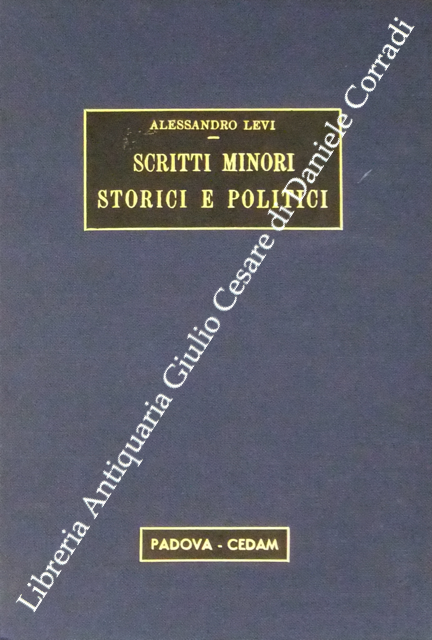 ALESSANDRO LEVI
SCRITTI MINORI
STORICI E POLITICI
Libreria Antiquaria Giulio Cesare di Daniele Corradi
PADOVA - CEDAM